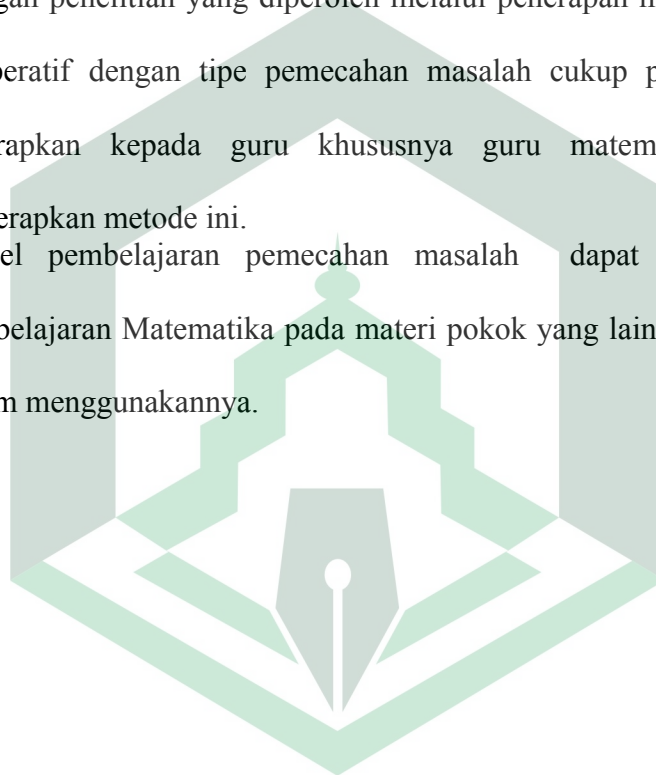 gan penelitian yang diperoleh melalui penerapan m
peratif dengan tipe pemecahan masalah cukup p
rapkan kepada guru khususnya guru matem
erapkan metode ini.
el pembelajaran pemecahan masalah dapat
belajaran Matematika pada materi pokok yang lain
m menggunakannya.